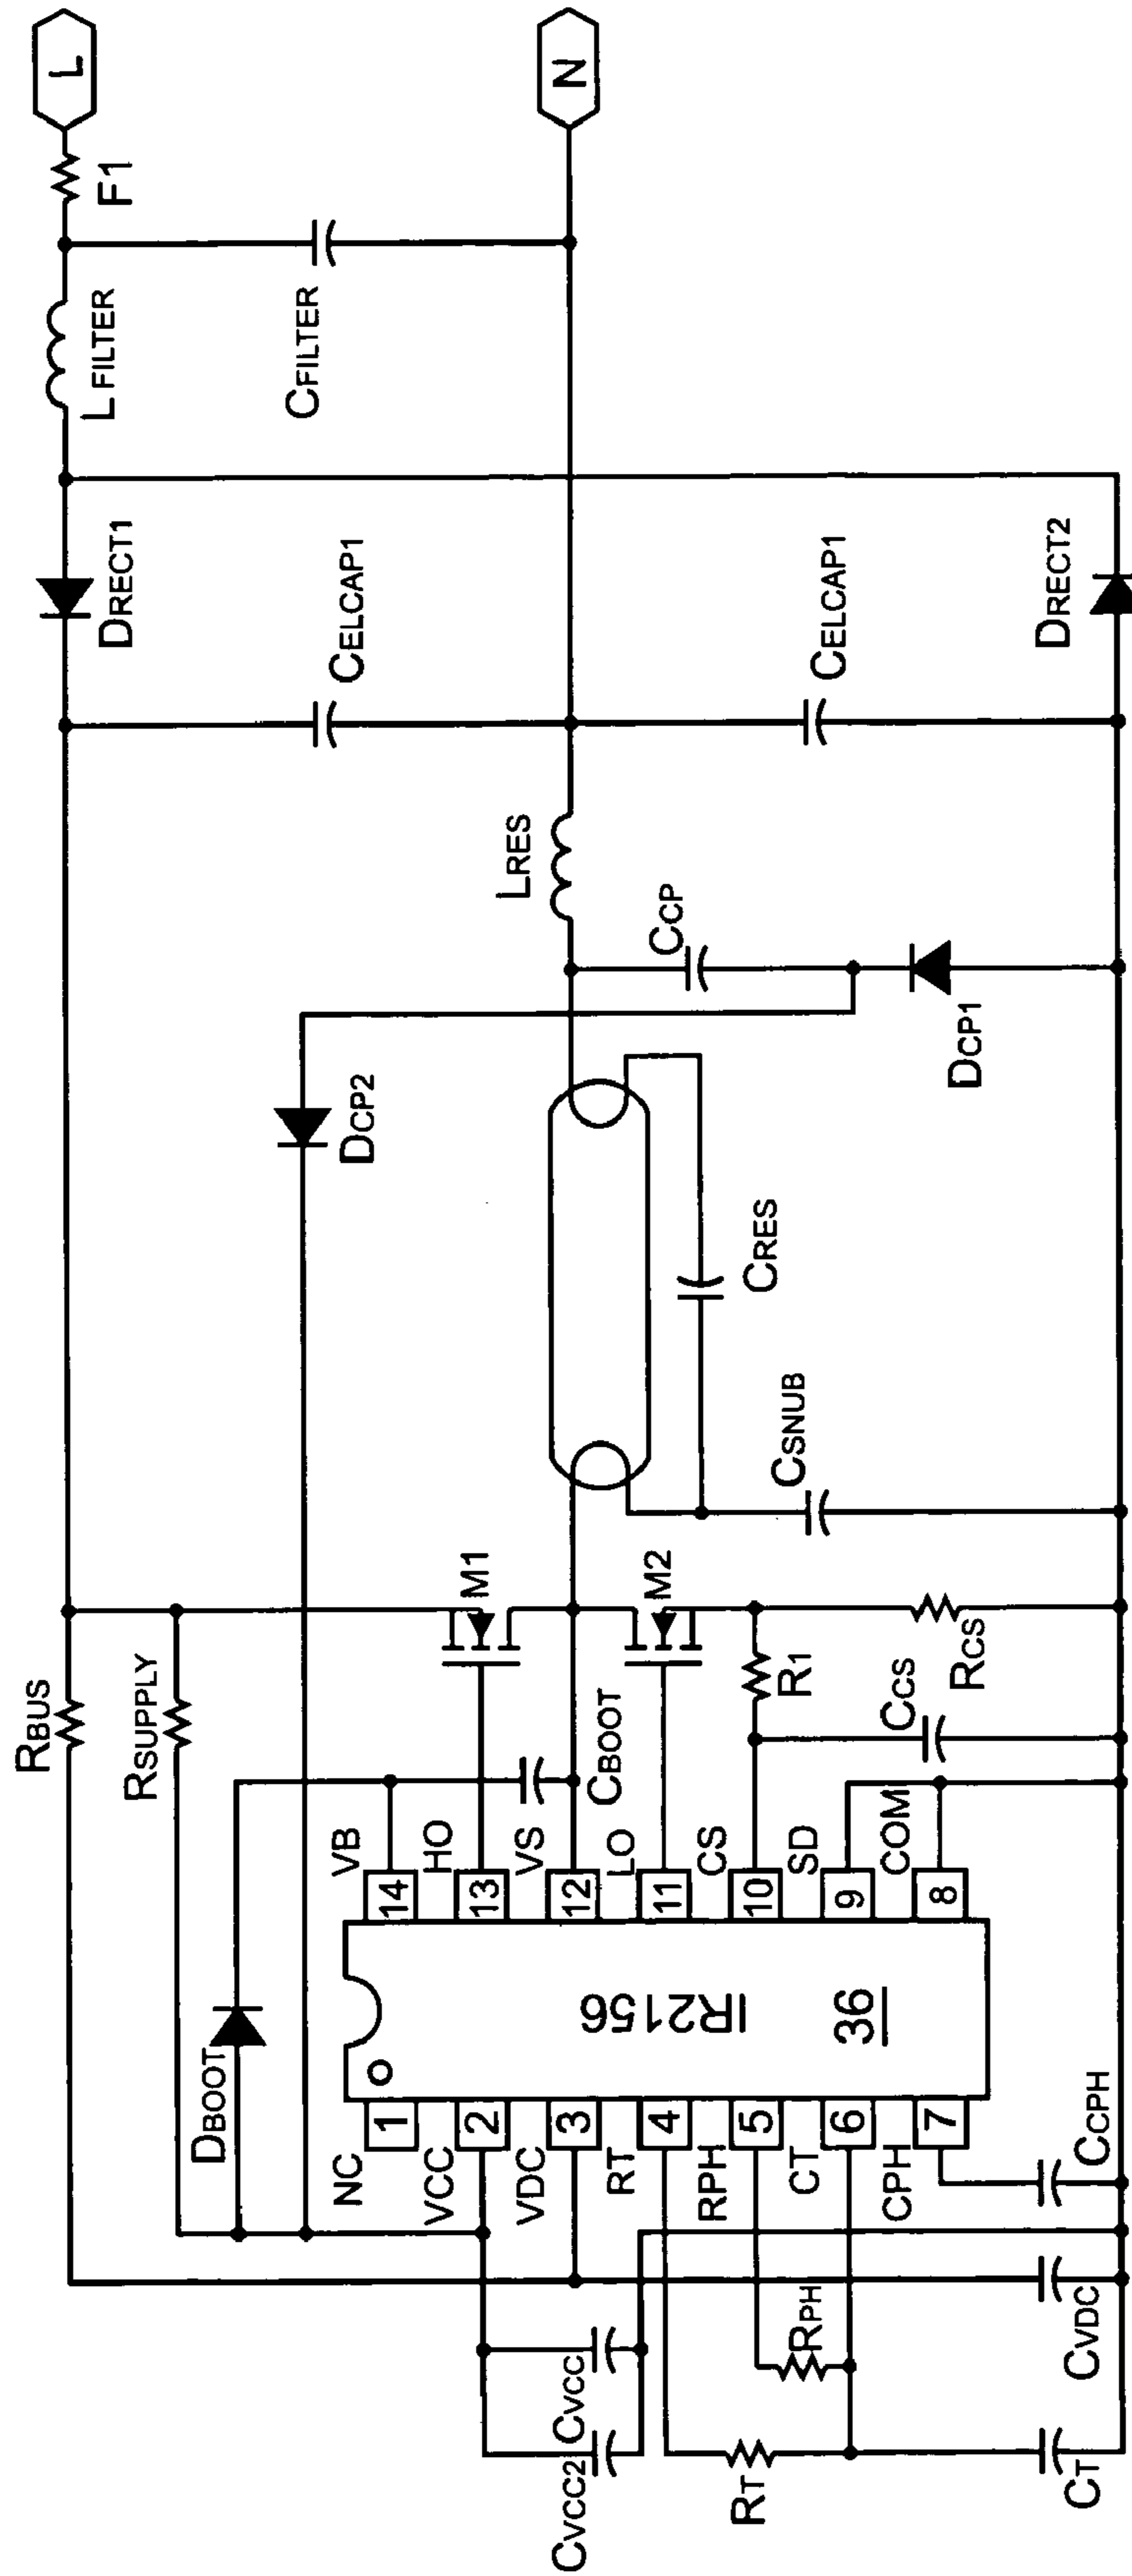 L
F1
N
LFILTER
CFILTER
DRECT1
CELCAP1
CELCAP1
DRECT2
LRES
CCP
DCP1
DCP2
CRES
CSNUB
M1
M2
RBUS
RSUPPLY
CBOOT
R1
RCS
CCS
VB
HO
VS
LO
CS
SD
COM
14
13
12
11
10
9
8
IR2156
36
DBOOT
1
2
3
4
5
6
7
NC
VCC
VDC
RT
RPH
CT
CPH
CCPH
CVCC
RPH
CVDC
CVCC2
RT
CT